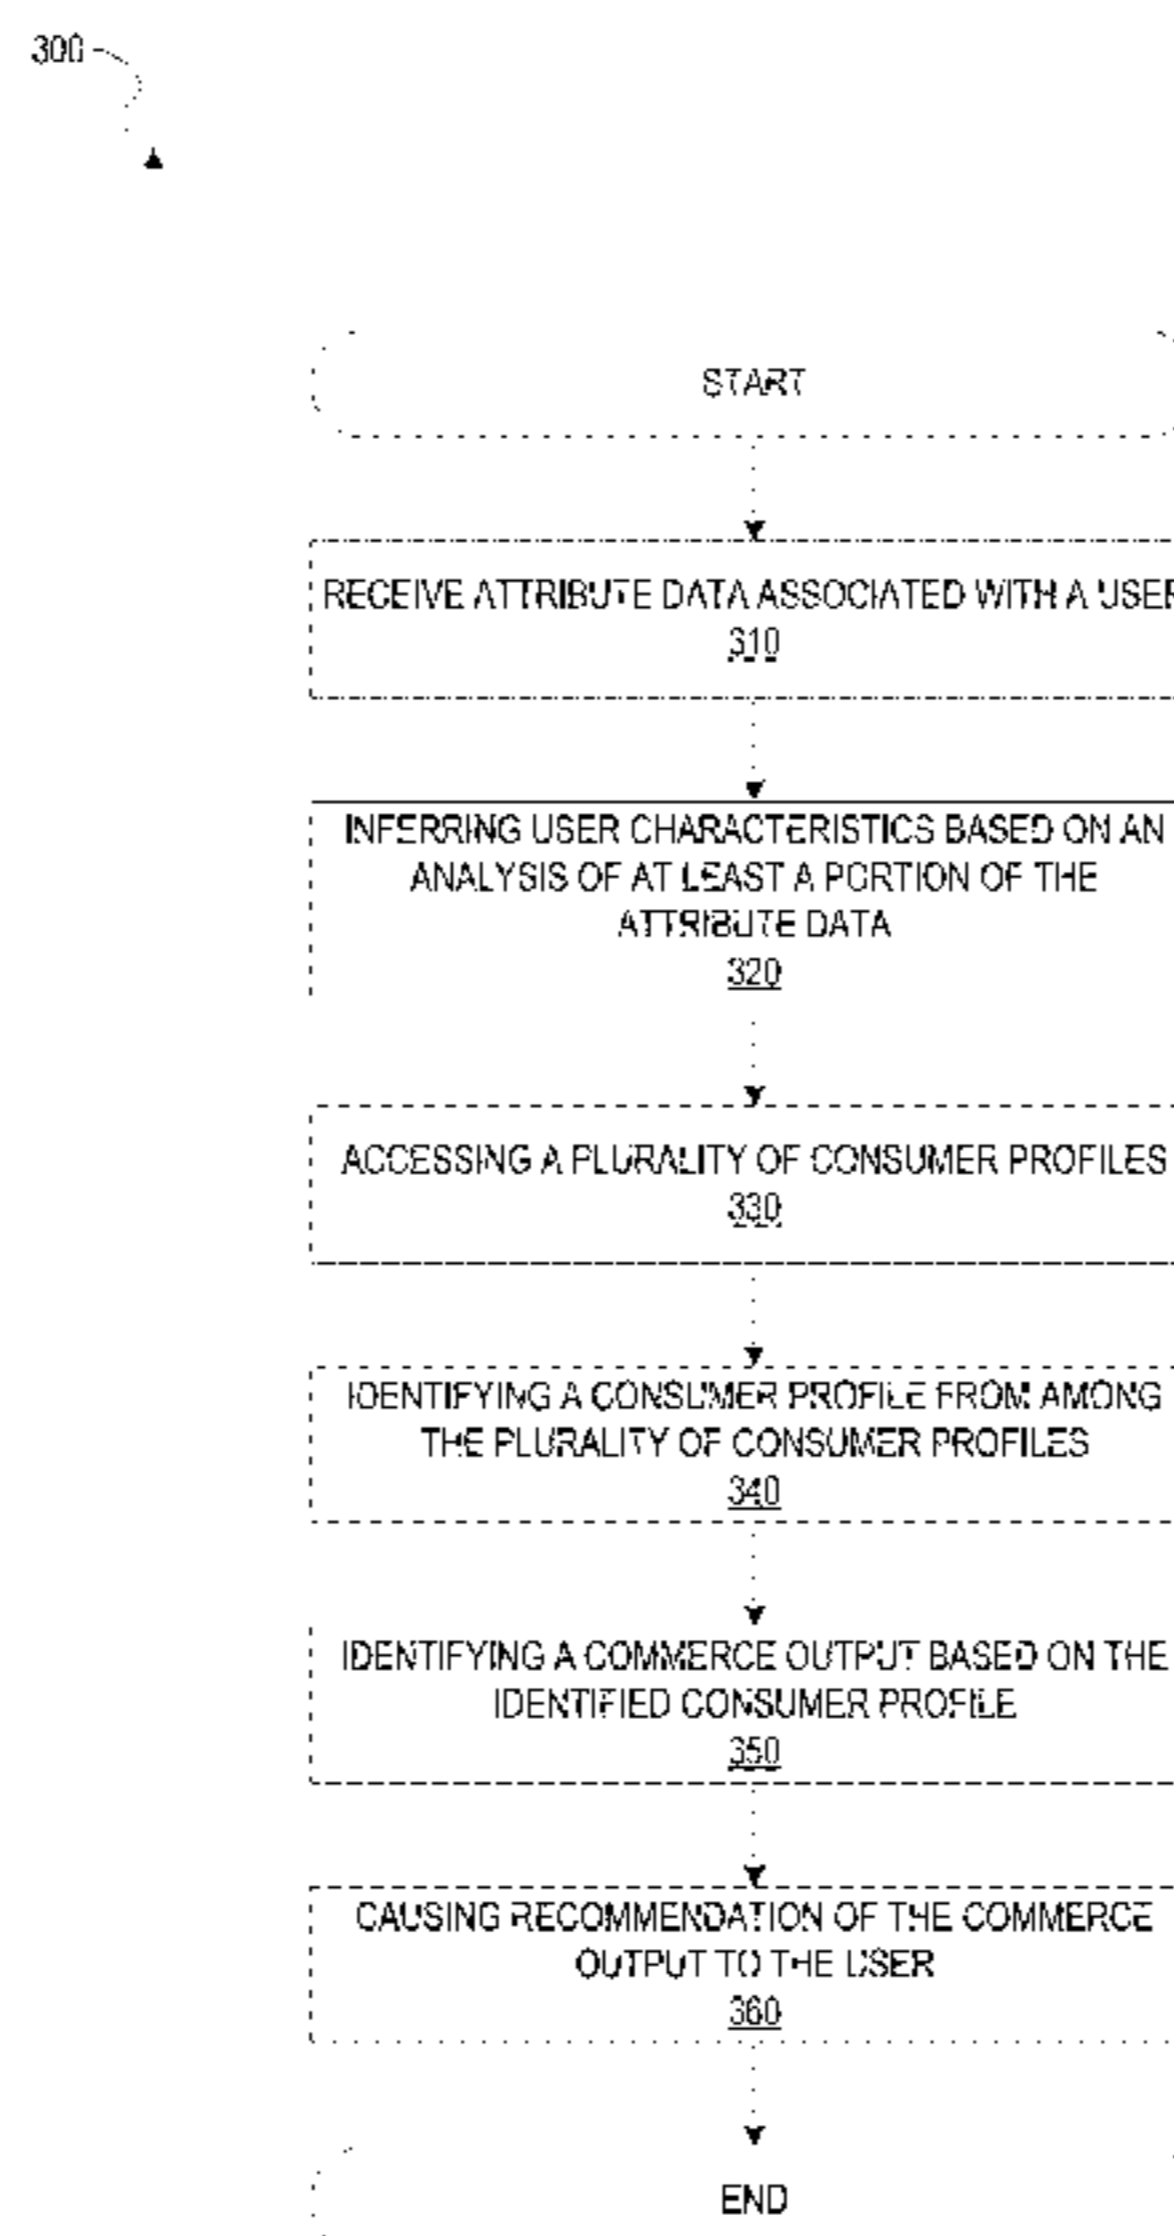 300
START
RECEIVE ATTRIBUTE DATA ASSOCIATED WITH A USER
310
INFERRING USER CHARACTERISTICS BASED ON AN
ANALYSIS OF AT LEAST A PORTION OF THE
ATTRIBUTE DATA
320
ACCESSING A PLURALITY OF CONSUMER PROFILES
330
IDENTIFYING A CONSUMER PROFILE FROM AMONG
THE PLURALITY OF CONSUMER PROFILES
340
IDENTIFYING A COMMERCE OUTPUT BASED ON THE
IDENTIFIED CONSUMER PROFILE
350
CAUSING RECOMMENDATION OF THE COMMERCE
OUTPUT TO THE USER
360
END